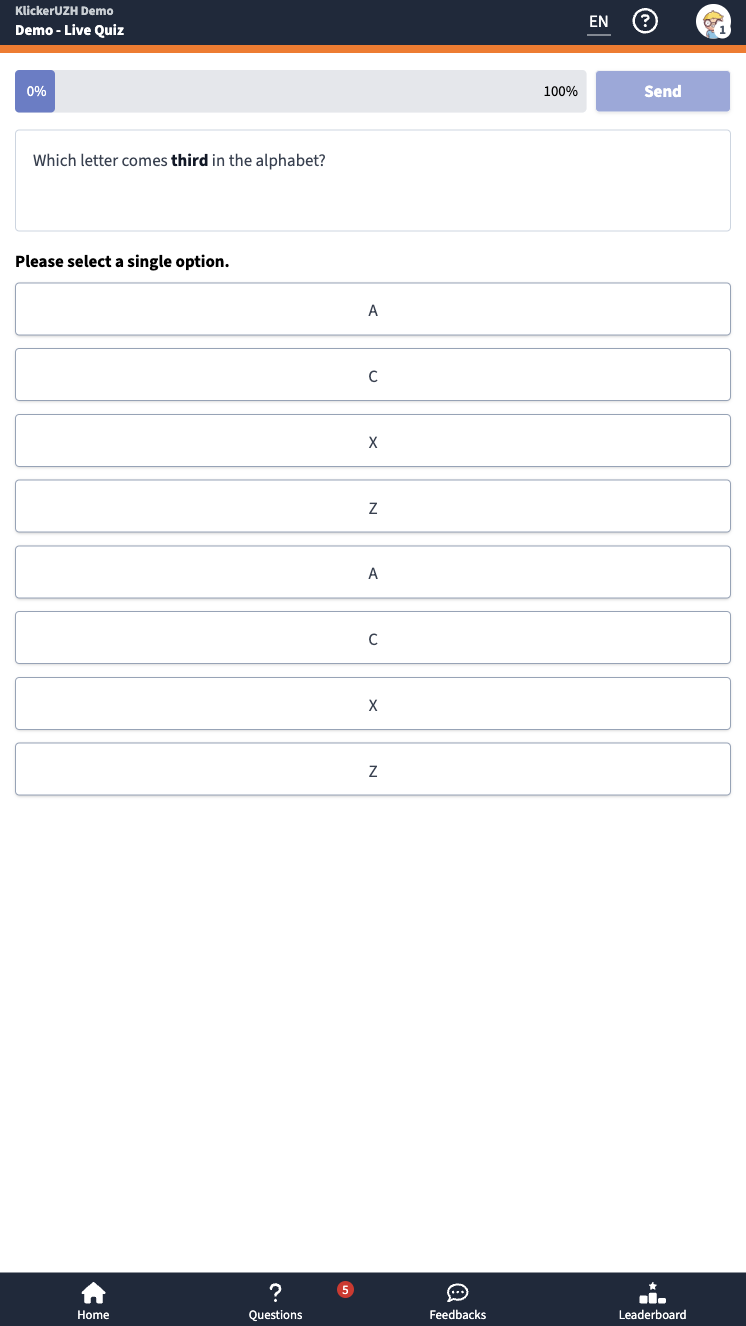 KlickerUZH Demo
Demo - Live Quiz
EN
?
1
0%
100%
Send
Which letter comes third in the alphabet?
Please select a single option.
A
C
X
Z
A
C
X
Z
Home
?
Questions
5
Feedbacks
Leaderboard